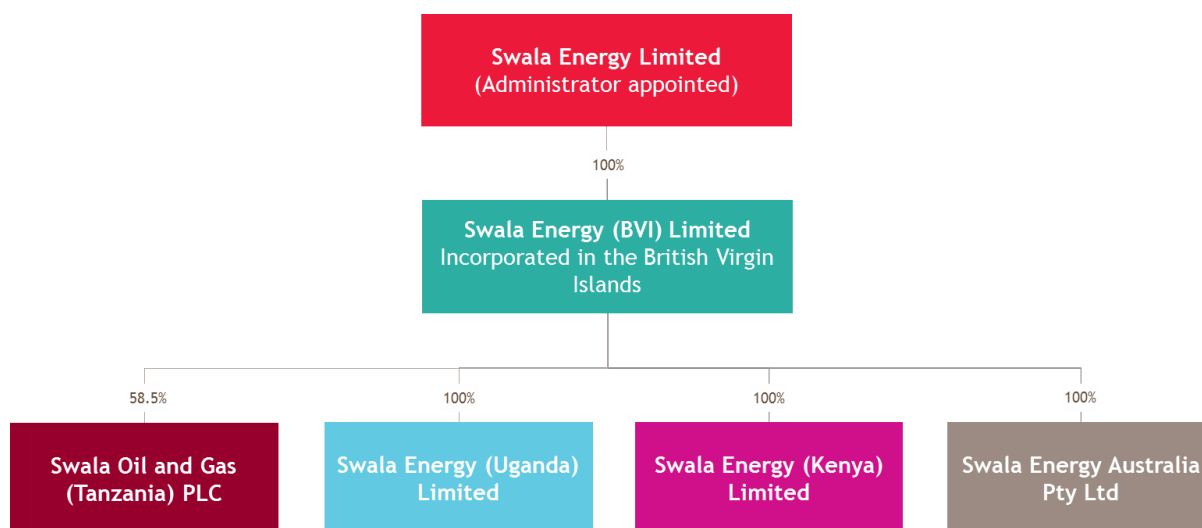 Swala Energy Limited
(Administrator appointed)
100%
Swala Energy (BVI) Limited
Incorporated in the British Virgin
Islands
58.5%
100%
100%
100%
Swala Oil and Gas
(Tanzania) PLC
Swala Energy (Uganda)
Limited
Swala Energy (Kenya)
Limited
Swala Energy Australia
Pty Ltd